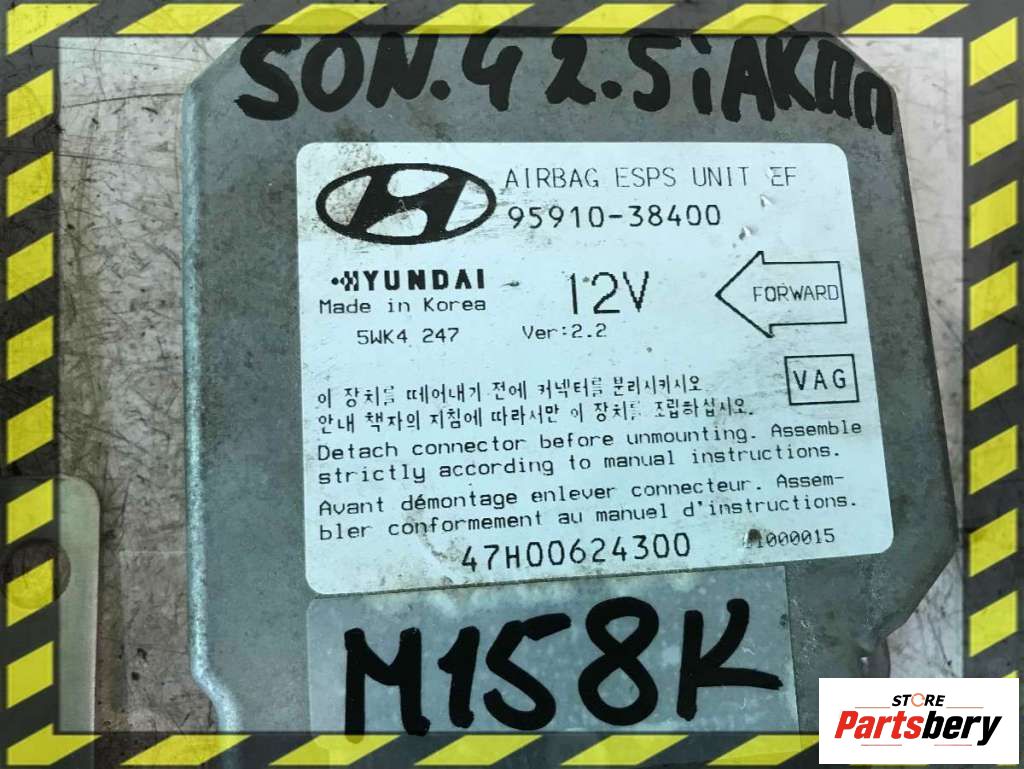 SON.4 2.5i АКПП
AIRBAG ESPS UNIT EF
95910-38400
HYUNDAI
Made in Korea
5WK4 247
12V
Ver:2.2
FORWARD
VAG
이 장치를 떼어내기 전에 커넥터를 분리시키시오
안내 책자의 지침에 따라서만 이 장치를 조립하십시오.
Detach connector before unmounting. Assemble
strictly according to manual instructions.
Avant démontage enlever connecteur. Assem-
bler conformement au manuel d'instructions.
47H00624300
1000015
M158K
STORE
Partsbery